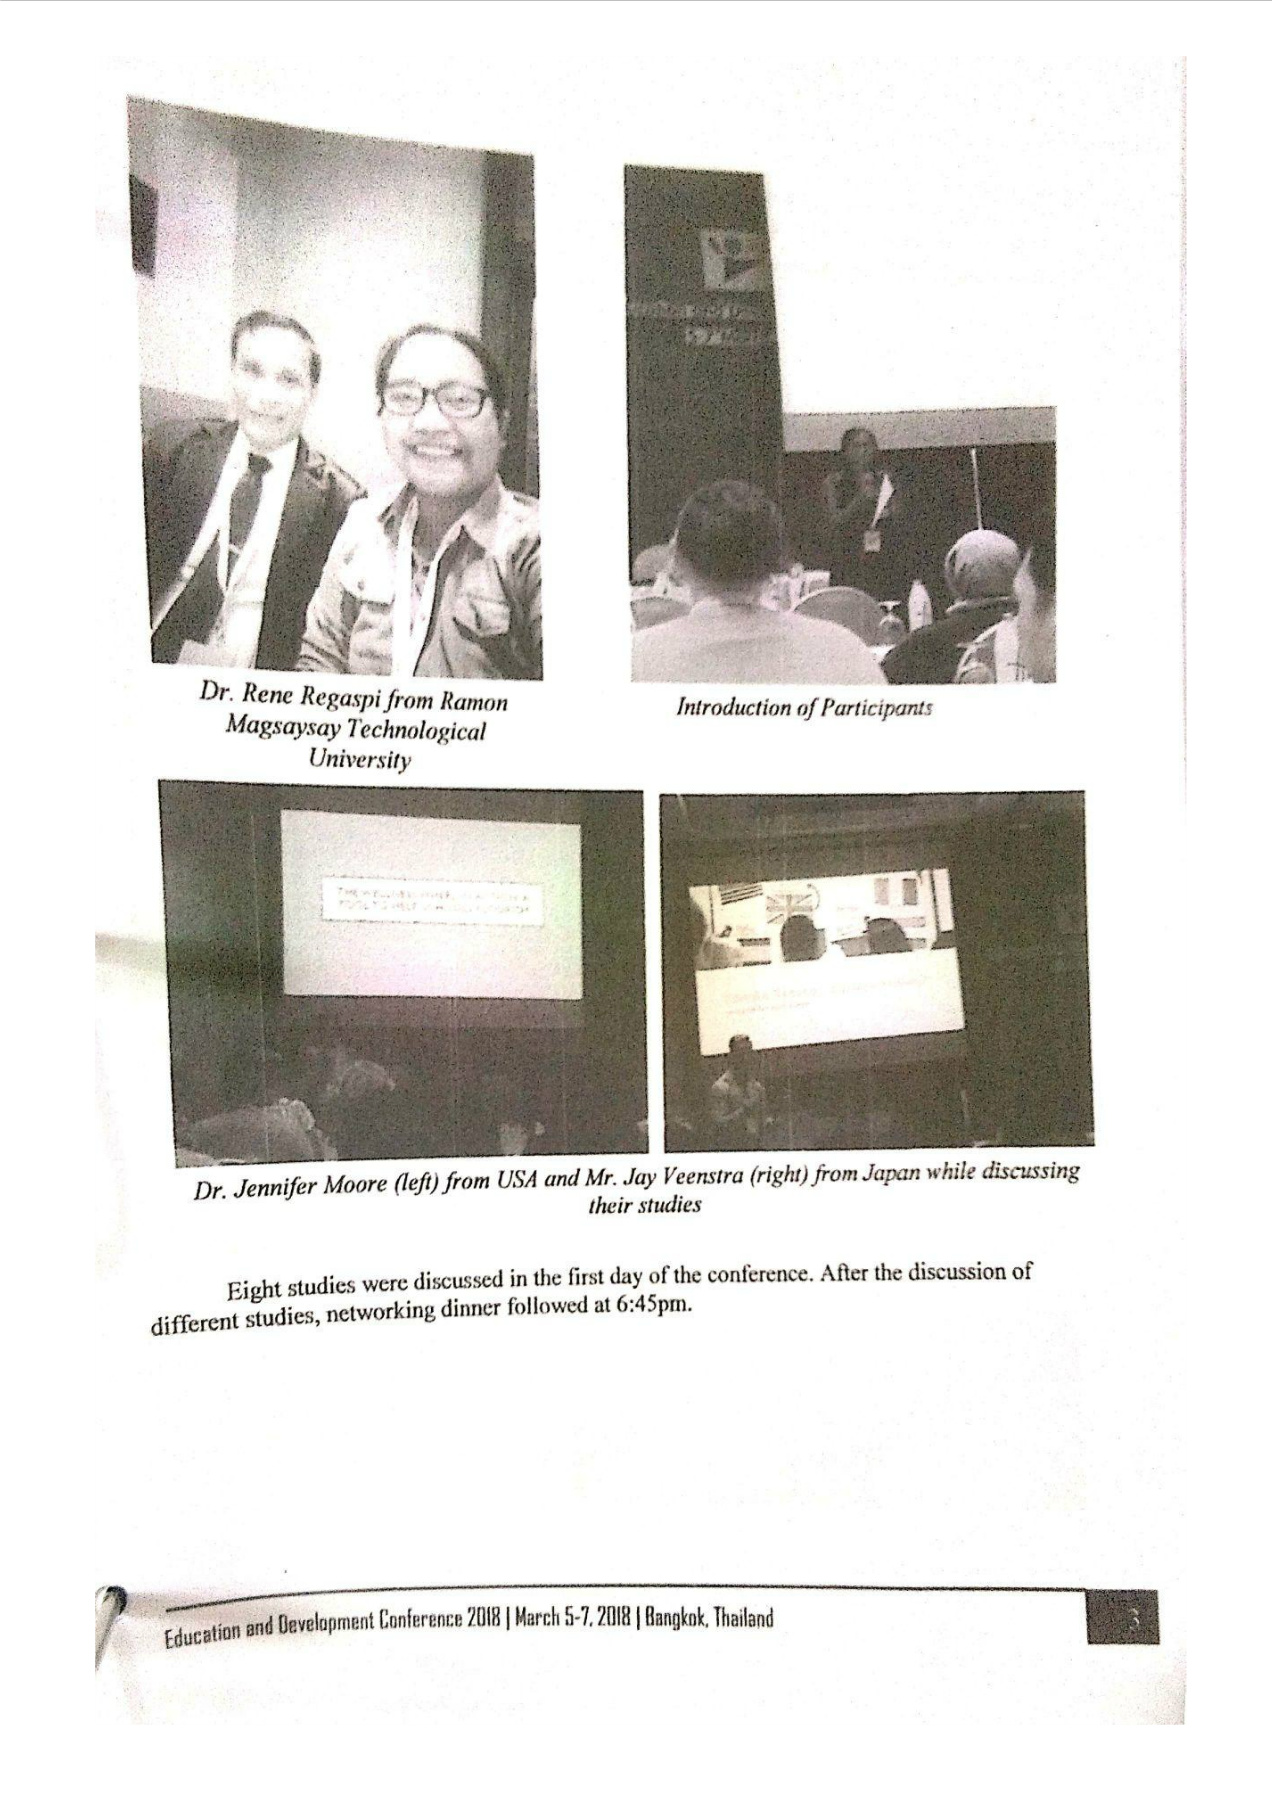 Dr. Rene Regaspi from Ramon
Magsaysay Technological
University
Introduction of Participants
Dr. Jennifer Moore (left) from USA and Mr. Jay Veenstra (right) from Japan while discussing
their studies
Eight studies were discussed in the first day of the conference. After the discussion of
different studies, networking dinner followed at 6:45pm.
Education and Development Conference 2018 | March 5-7, 2018 | Bangkok, Thailand
3